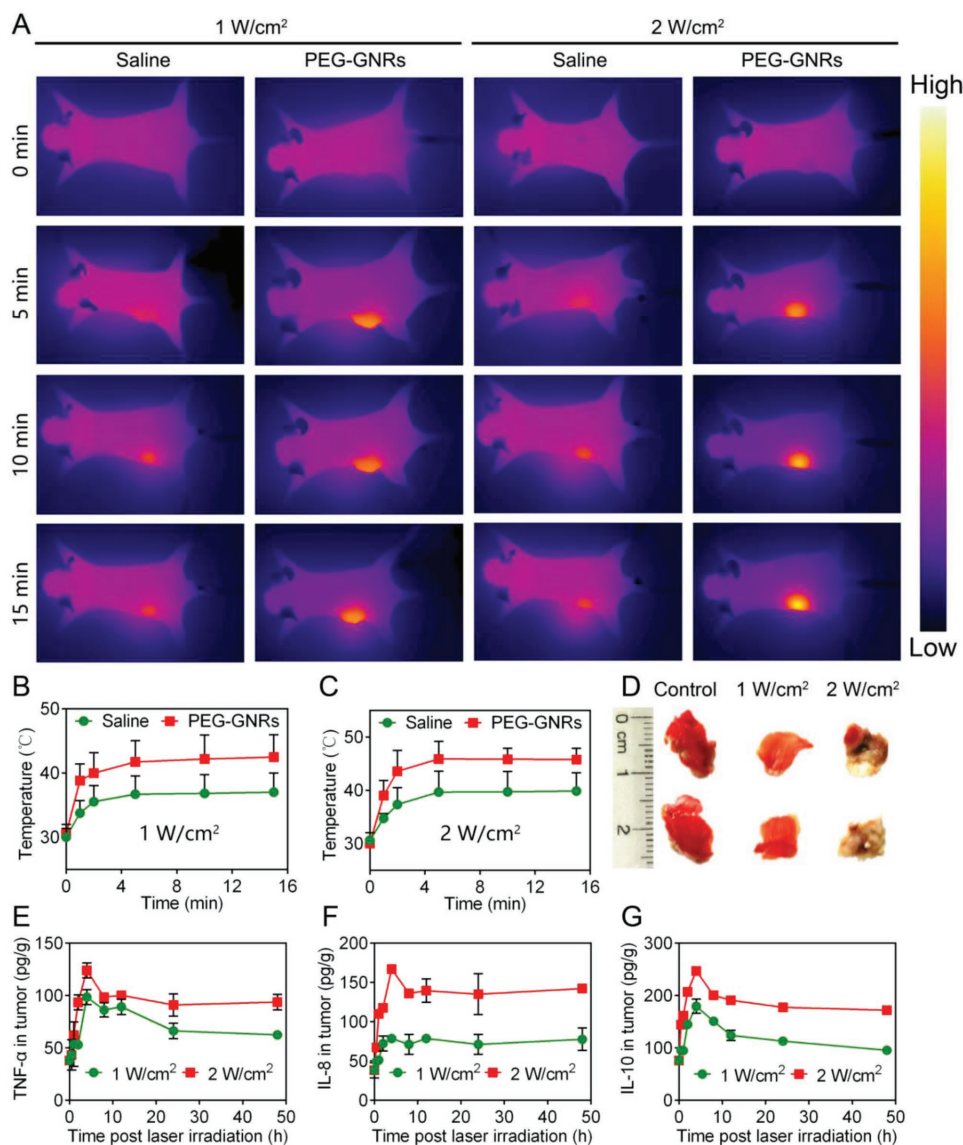 A
1 W/cm²
2 W/cm²
Saline
PEG-GNRs
Saline
PEG-GNRs
High
0 min
5 min
10 min
15 min
Low
B
Saline
PEG-GNRs
Temperature (℃)
50
40
30
1 W/cm²
0
4
8
12
16
Time (min)
C
Saline
PEG-GNRs
Temperature (℃)
50
40
30
2 W/cm²
0
4
8
12
16
Time (min)
D
Control
1 W/cm²
2 W/cm²
0
cm
1
2
E
TNF-α in tumor (pg/g)
150
100
50
0
1 W/cm²
2 W/cm²
0
10
20
30
40
50
Time post laser irradiation (h)
F
IL-8 in tumor (pg/g)
200
150
100
50
0
1 W/cm²
2 W/cm²
0
10
20
30
40
50
Time post laser irradiation (h)
G
IL-10 in tumor (pg/g)
300
200
100
0
1 W/cm²
2 W/cm²
0
10
20
30
40
50
Time post laser irradiation (h)